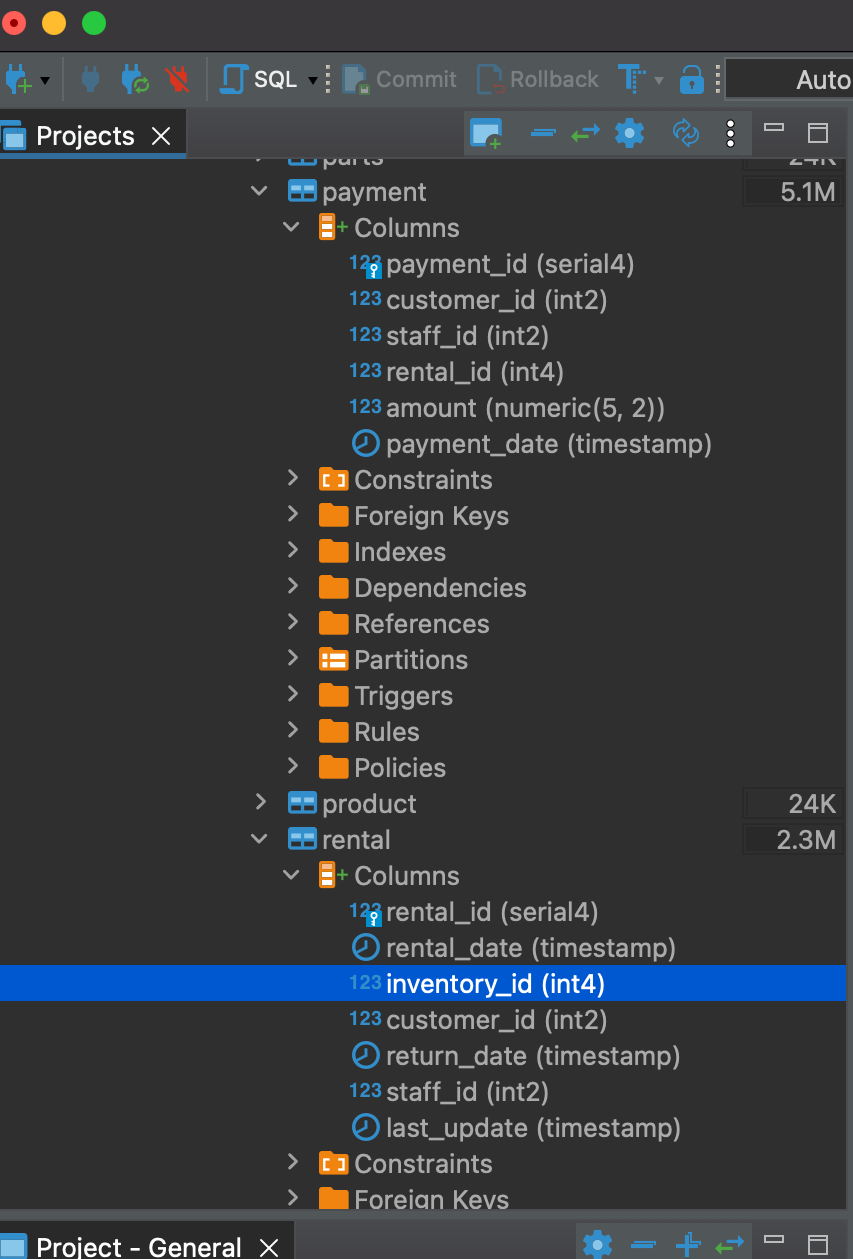 SQL Commit Rollback Auto
Projects
parts 24K
payment 5.1M
Columns
123 payment_id (serial4)
123 customer_id (int2)
123 staff_id (int2)
123 rental_id (int4)
123 amount (numeric(5, 2))
payment_date (timestamp)
Constraints
Foreign Keys
Indexes
Dependencies
References
Partitions
Triggers
Rules
Policies
product 24K
rental 2.3M
Columns
123 rental_id (serial4)
rental_date (timestamp)
123 inventory_id (int4)
123 customer_id (int2)
return_date (timestamp)
123 staff_id (int2)
last_update (timestamp)
Constraints
Foreign Keys
Project - General